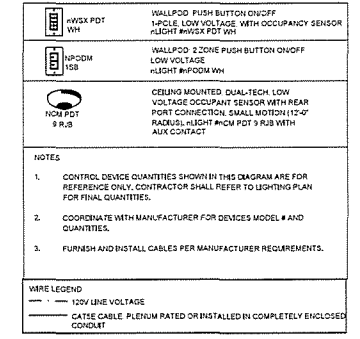 nWSX PDT
WH
WALLPOD PUSH BUTTON ON/OFF
1-POLE, LOW VOLTAGE, WITH OCCUPANCY SENSOR
nLIGHT #nWSX PDT WH
NPODM
1SB
WALLPOD 2 ZONE PUSH BUTTON ON/OFF
LOW VOLTAGE
nLIGHT #nPODM WH
NCM PDT
9 RJB
CEILING MOUNTED, DUAL-TECH, LOW
VOLTAGE OCCUPANT SENSOR WITH REAR
PORT CONNECTION, SMALL MOTION (12'-0"
RADIUS), nLIGHT #nCM PDT 9 RJB WITH
AUX CONTACT
NOTES
1. CONTROL DEVICE QUANTITIES SHOWN IN THIS DIAGRAM ARE FOR
REFERENCE ONLY. CONTRACTOR SHALL REFER TO LIGHTING PLAN
FOR FINAL QUANTITIES.
2. COORDINATE WITH MANUFACTURER FOR DEVICES MODEL # AND
QUANTITIES.
3. FURNISH AND INSTALL CABLES PER MANUFACTURER REQUIREMENTS.
WIRE LEGEND
120V LINE VOLTAGE
CAT5E CABLE. PLENUM RATED OR INSTALLED IN COMPLETELY ENCLOSED
CONDUIT